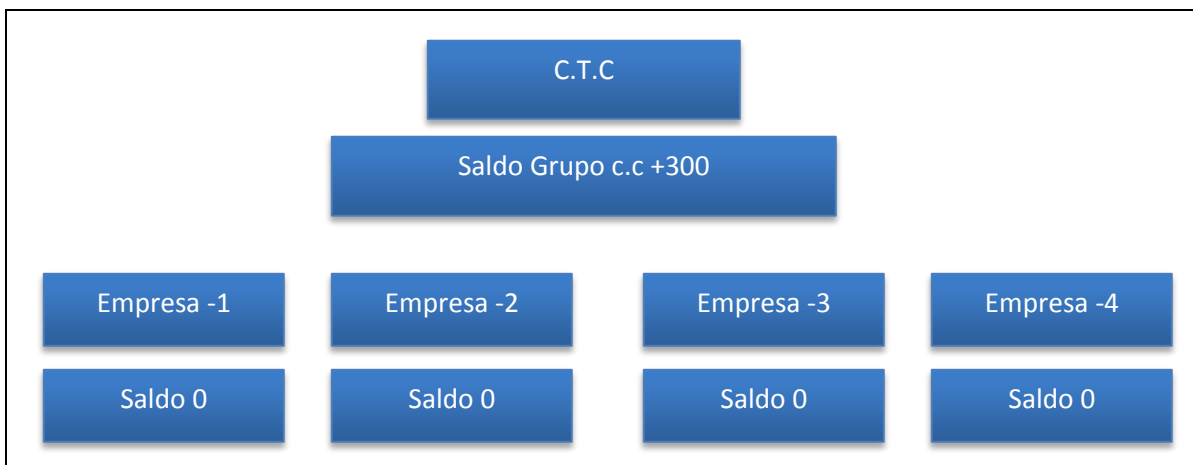 C.T.C
Saldo Grupo c.c +300
Empresa -1
Empresa -2
Empresa -3
Empresa -4
Saldo 0
Saldo 0
Saldo 0
Saldo 0